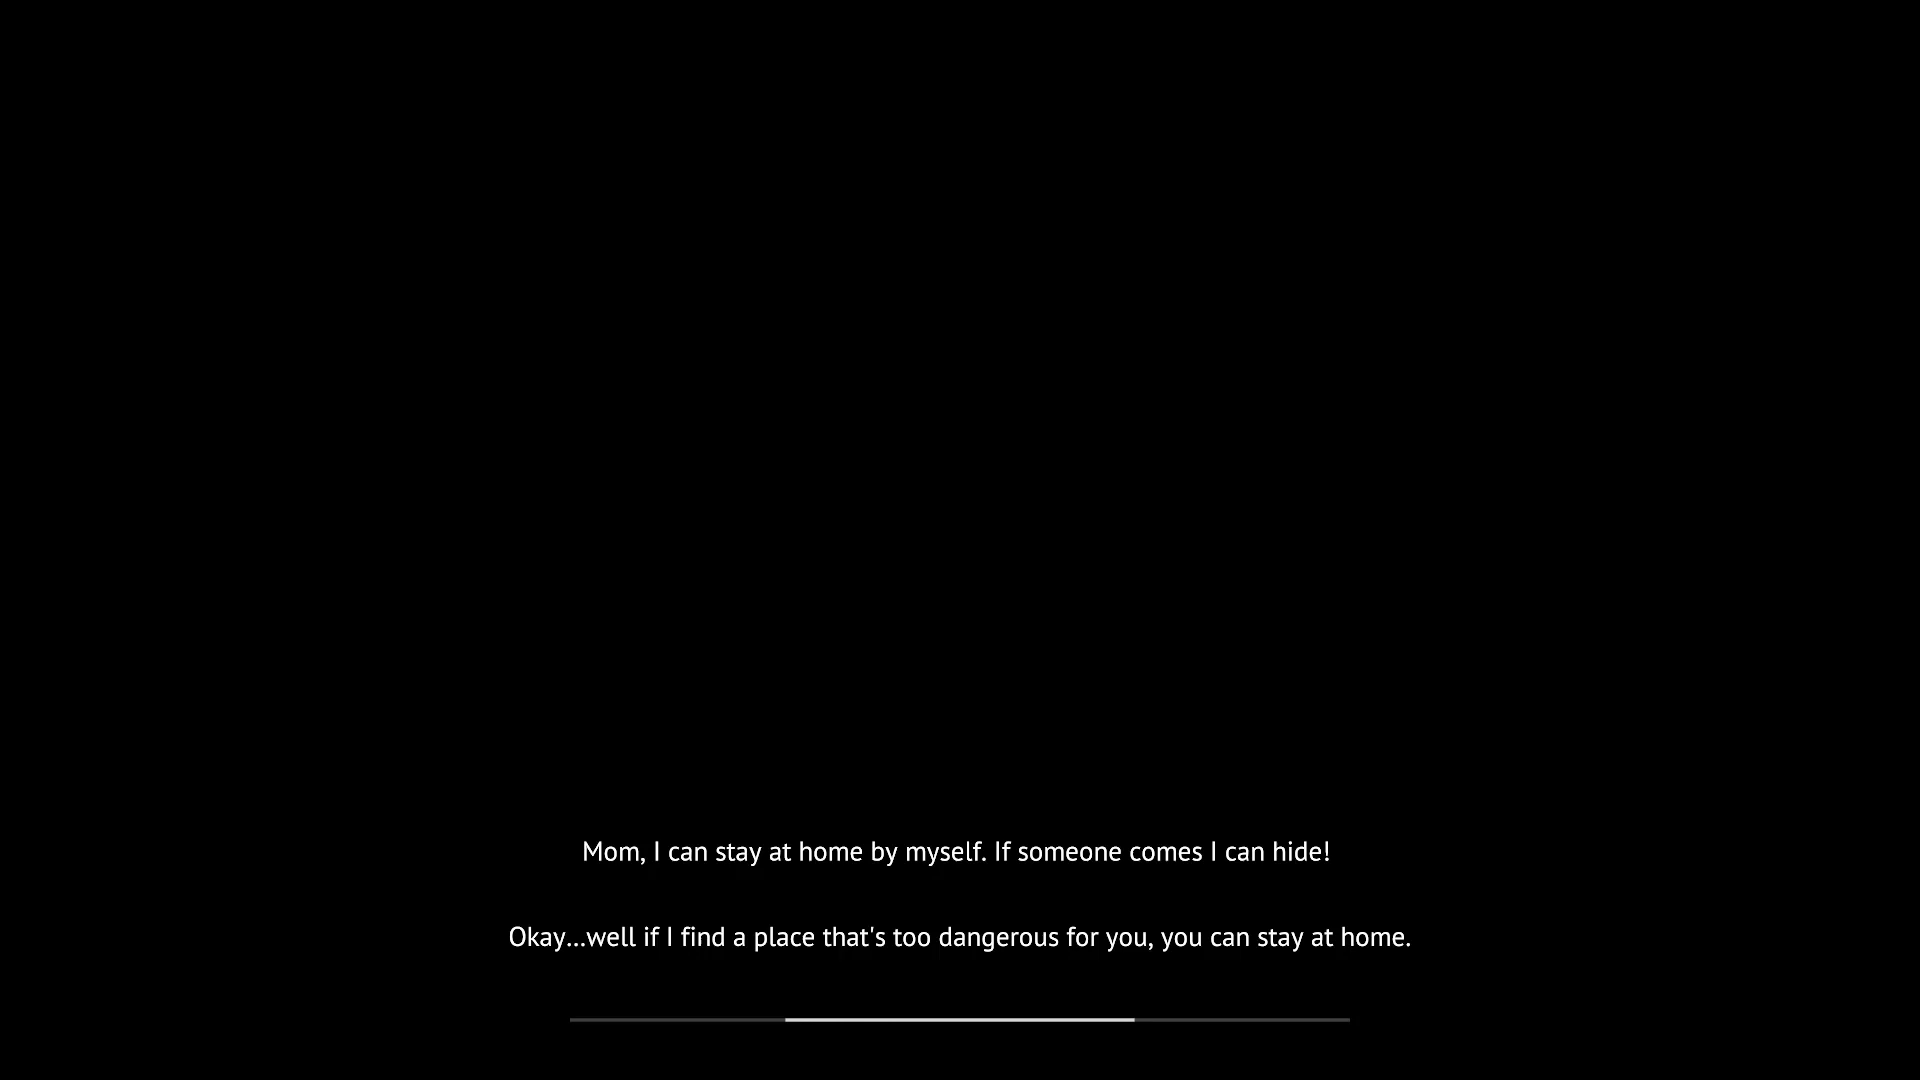 Mom, I can stay at home by myself. If someone comes I can hide!
Okay...well if I find a place that's too dangerous for you, you can stay at home.